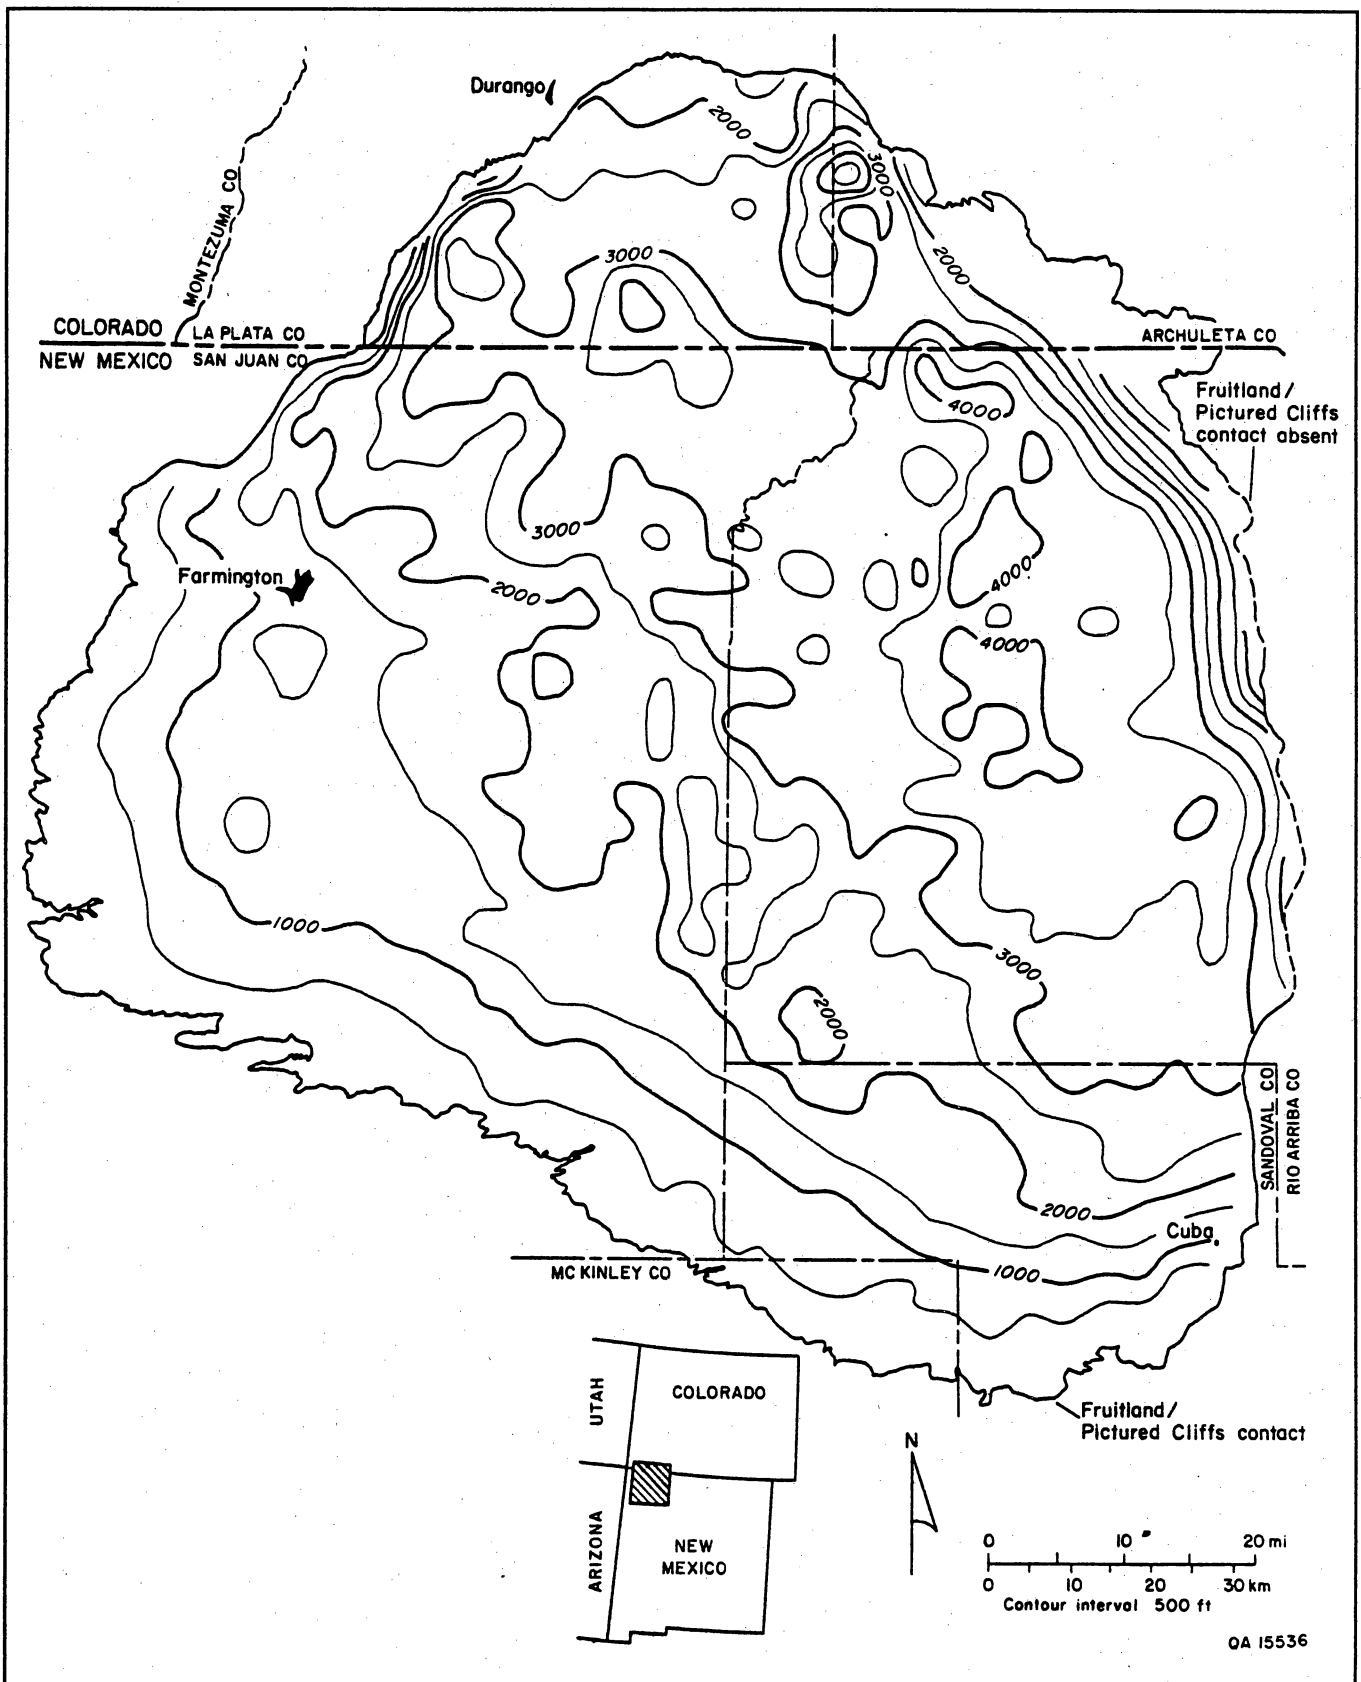 Durango
2000
3000
MONTEZUMA CO
3000
2000
COLORADO
LA PLATA CO
ARCHULETA CO
NEW MEXICO
SAN JUAN CO
Fruitland/
Pictured Cliffs
contact absent
4000
3000
Farmington
2000
4000
4000
1000
3000
2000
SANDOVAL CO
RIO ARRIBA CO
2000
Cuba
MC KINLEY CO
1000
UTAH
COLORADO
Fruitland/
Pictured Cliffs contact
N
ARIZONA
NEW
MEXICO
0 10 20 mi
0 10 20 30 km
Contour interval 500 ft
QA 15536